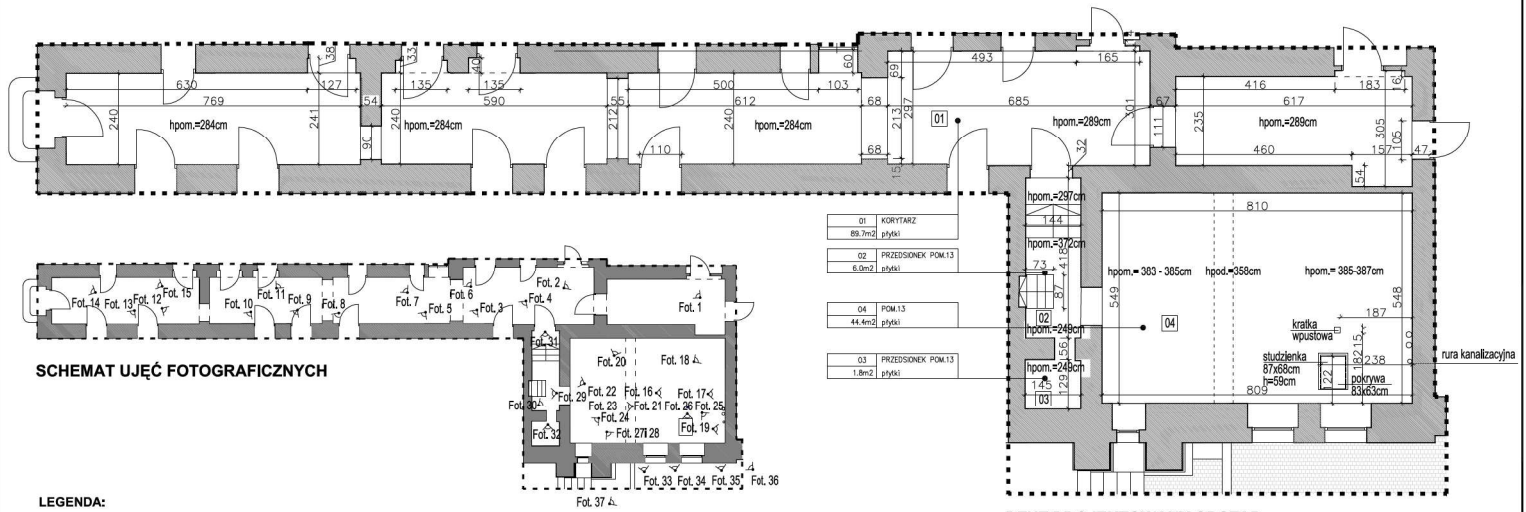 38
33
40
60
69
493
165
630
127
135
135
500
103
416
183
16
769
54
590
55
612
68
685
67
617
240
241
90
240
212
240
213
297
301
111
235
305
105
hpom.=284cm
hpom.=284cm
hpom.=284cm
01
hpom.=289cm
hpom.=289cm
110
68
15
32
460
157
47
54
hpom.=297cm
144
810
01 KORYTARZ
89.7m2 płytki
02 PRZEDSIONEK POM.13
6.0m2 płytki
04 POM.13
44.4m2 płytki
03 PRZEDSIONEK POM.13
1.8m2 płytki
hpom.=372cm
418
73
87
02
hpom.=249cm
156
hpom.=249cm
145
129
03
hpom.= 383 - 385cm
hpod.=358cm
hpom.= 385-387cm
549
548
04
187
kratka
wpustowa
15
182
studzienka
87x68cm
h=59cm
238
rura kanalizacyjna
122
pokrywa
83x63cm
809
Fot. 14
Fot. 13
Fot. 12
Fot. 15
Fot. 10
Fot. 11
Fot. 9
Fot. 8
Fot. 7
Fot. 5
Fot. 6
Fot. 3
Fot. 4
Fot. 2
Fot. 1
Fot. 31
Fot. 20
Fot. 18
Fot. 30
Fot. 29
Fot. 22
Fot. 16
Fot. 17
Fot. 23
Fot. 21
Fot. 26
Fot. 25
Fot. 24
Fot. 19
Fot. 32
Fot. 27i 28
Fot. 33
Fot. 34
Fot. 35
Fot. 36
Fot. 37
SCHEMAT UJĘĆ FOTOGRAFICZNYCH
LEGENDA: